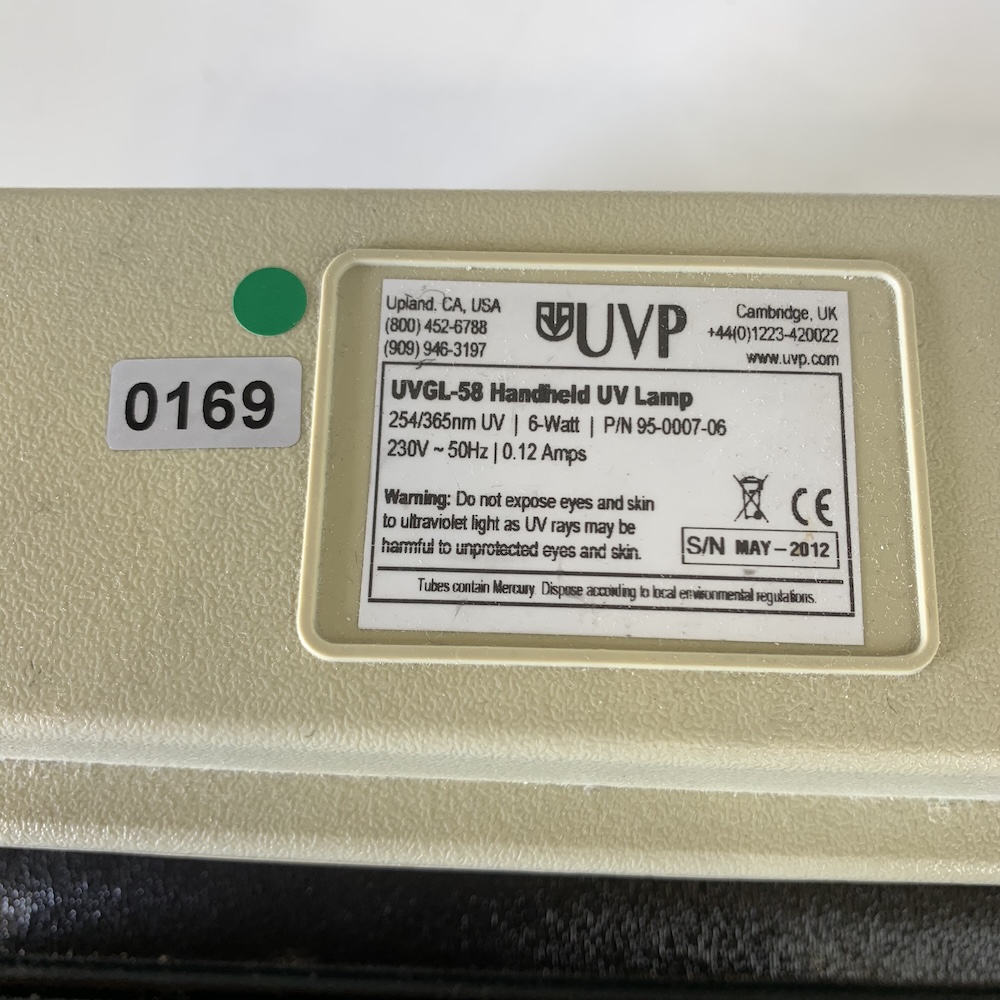 0169
Upland, CA, USA
(800) 452-6788
(909) 946-3197
UVP
Cambridge, UK
+44(0)1223-420022
www.uvp.com
UVGL-58 Handheld UV Lamp
254/365nm UV | 6-Watt | P/N 95-0007-06
230V ~ 50Hz | 0.12 Amps
Warning: Do not expose eyes and skin
to ultraviolet light as UV rays may be
harmful to unprotected eyes and skin.
CE
S/N MAY-2012
Tubes contain Mercury. Dispose according to local environmental regulations.